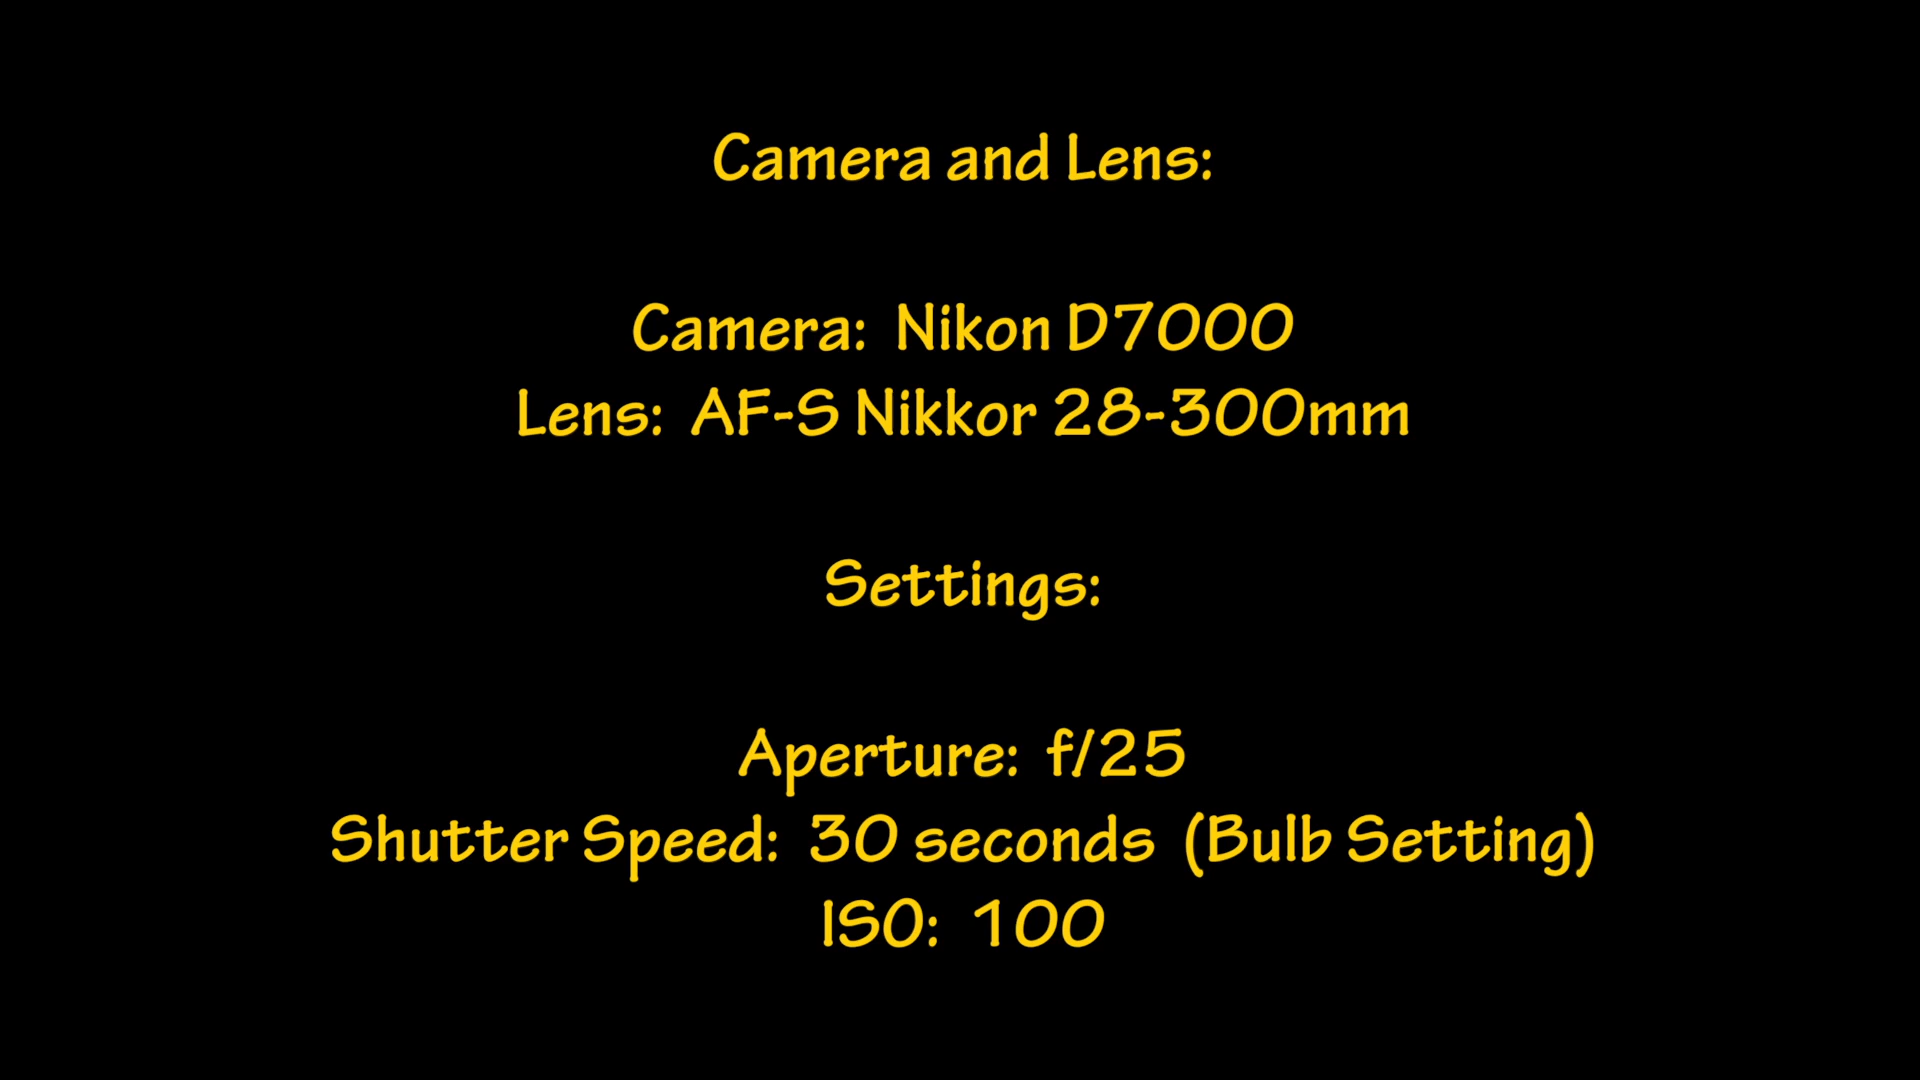 Camera and Lens:
Camera: Nikon D7000
Lens: AF-S Nikkor 28-300mm
Settings:
Aperture: f/25
Shutter Speed: 30 seconds (Bulb Setting)
ISO: 100